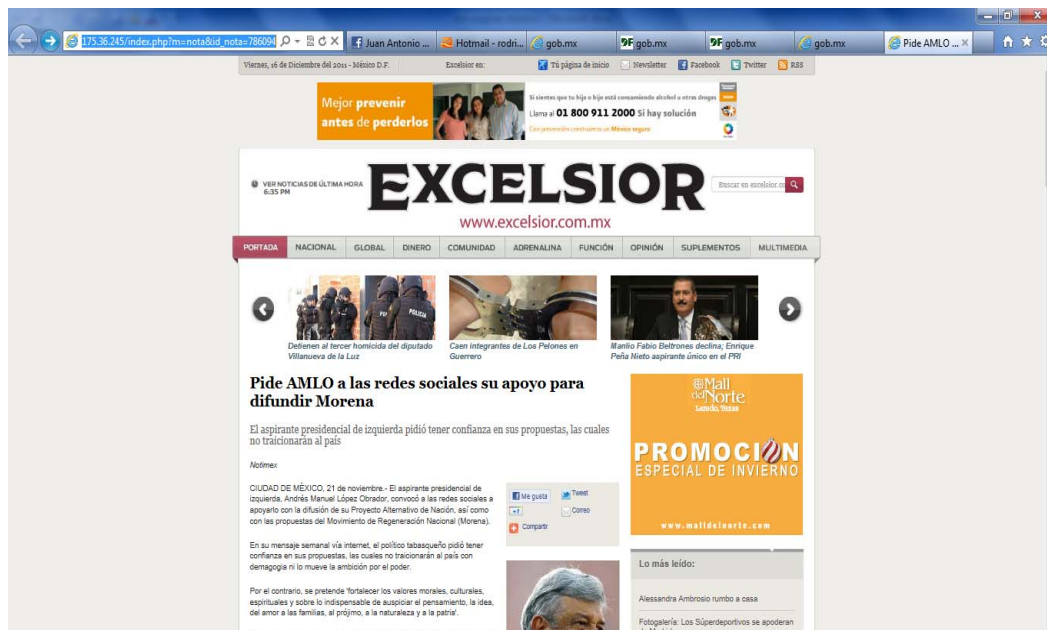 175.36.245/index.php?m=nota&id_nota=786094
Juan Antonio ...
Hotmail - rodri...
gob.mx
gob.mx
gob.mx
Pide AMLO ...
Viernes, 16 de Diciembre del 2011 - México D.F.
Excelsior en:
Tú página de inicio
Newsletter
Facebook
Twitter
RSS
Mejor prevenir
antes de perderlos
Si sientes que tu hijo o hija está consumiendo alcohol u otras drogas
Llama al 01 800 911 2000 Si hay solución
Con prevención construimos un México seguro
VER NOTICIAS DE ÚLTIMA HORA
6:35 PM
EXCELSIOR
www.excelsior.com.mx
Buscar en excelsior.co
PORTADA
NACIONAL
GLOBAL
DINERO
COMUNIDAD
ADRENALINA
FUNCIÓN
OPINIÓN
SUPLEMENTOS
MULTIMEDIA
POLICIA
Detienen al tercer homicida del diputado
Villanueva de la Luz
Caen integrantes de Los Pelones en
Guerrero
Manlio Fabio Beltrones declina; Enrique
Peña Nieto aspirante único en el PRI
Pide AMLO a las redes sociales su apoyo para
difundir Morena
El aspirante presidencial de izquierda pidió tener confianza en sus propuestas, las cuales
no traicionarán al país
Notimex
CIUDAD DE MÉXICO, 21 de noviembre.- El aspirante presidencial de
izquierda, Andrés Manuel López Obrador, convocó a las redes sociales a
apoyarlo con la difusión de su Proyecto Alternativo de Nación, así como
con las propuestas del Movimiento de Regeneración Nacional (Morena).
En su mensaje semanal vía internet, el político tabasqueño pidió tener
confianza en sus propuestas, las cuales no traicionarán al país con
demagogia ni lo mueve la ambición por el poder.
Por el contrario, se pretende 'fortalecer los valores morales, culturales,
espirituales y sobre lo indispensable de auspiciar el pensamiento, la idea,
del amor a las familias, al prójimo, a la naturaleza y a la patria'.
Me gusta
Tweet
+1
Correo
Compartir
Mall
del Norte
Laredo, Texas
PROMOCIÓN
ESPECIAL DE INVIERNO
www.malldelnorte.com
Lo más leído:
Alessandra Ambrosio rumbo a casa
Fotogalería: Los Súperdeportivos se apoderan